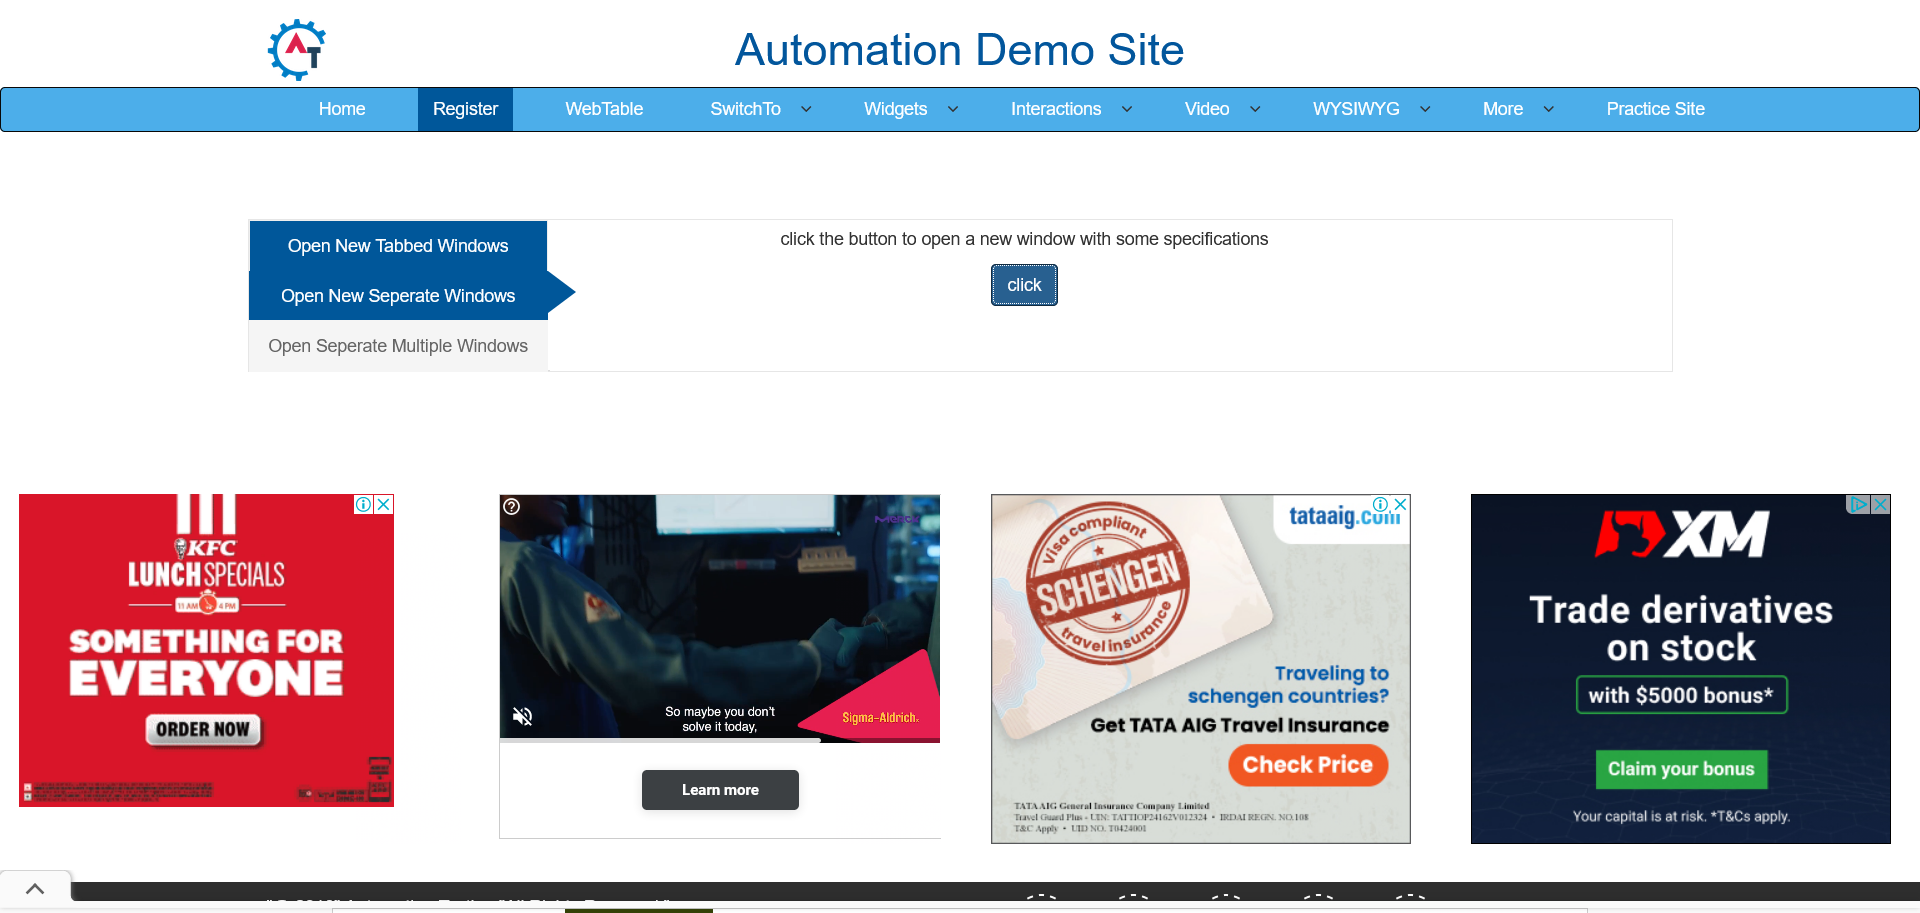 AT
Automation Demo Site
Home Register WebTable SwitchTo Widgets Interactions Video WYSIWYG More Practice Site
Open New Tabbed Windows
Open New Seperate Windows
Open Seperate Multiple Windows
click the button to open a new window with some specifications
click
KFC
LUNCH SPECIALS
11 AM 4 PM
SOMETHING FOR
EVERYONE
ORDER NOW
So maybe you don't
solve it today,
Sigma-Aldrich.
Learn more
tataaig.com
Visa compliant
SCHENGEN
travel insurance
Traveling to
schengen countries?
Get TATA AIG Travel Insurance
Check Price
TATA AIG General Insurance Company Limited
Travel Guard Plus - UIN: TATTIOP24162V012324 • IRDAI REGN. NO.108
T&C Apply • UID NO. T0424001
XM
Trade derivatives
on stock
with $5000 bonus*
Claim your bonus
Your capital is at risk. *T&Cs apply.